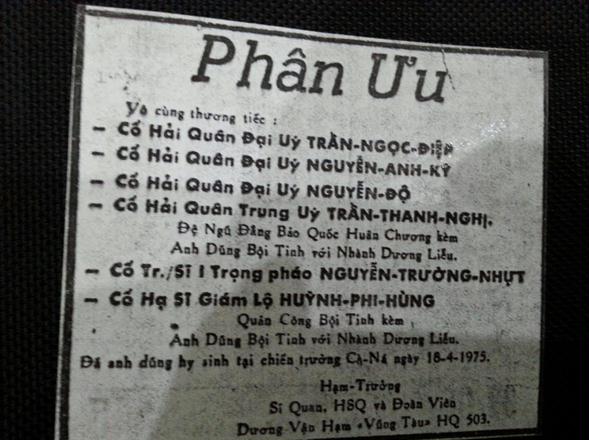 Phân Ưu
Vô cùng thương tiếc :
– Cố Hải Quân Đại Uý TRẦN-NGỌC-ĐIỆP
– Cố Hải Quân Đại Uý NGUYỄN-ANH-KỲ
– Cố Hải Quân Đại Uý NGUYỄN-ĐỘ
– Cố Hải Quân Trung Uý TRẦN-THANH-NGHỊ.
Đệ Ngũ Đẳng Bảo Quốc Huân Chương kèm
Anh Dũng Bội Tinh với Nhành Dương Liễu.
– Cố Tr./Sĩ I Trọng pháo NGUYỄN-TRƯỜNG-NHỰT
– Cố Hạ Sĩ Giám Lộ HUỲNH-PHI-HÙNG
Quân Công Bội Tinh kèm
Anh Dũng Bội Tinh với Nhành Dương Liễu.
Đã anh dũng hy sinh tại chiến trường Cà-Ná ngày 18-4-1975.
Hạm-Trưởng
Sĩ Quan, HSQ và Đoàn Viên
Dương Vận Hạm «Vũng Tàu» HQ 503.